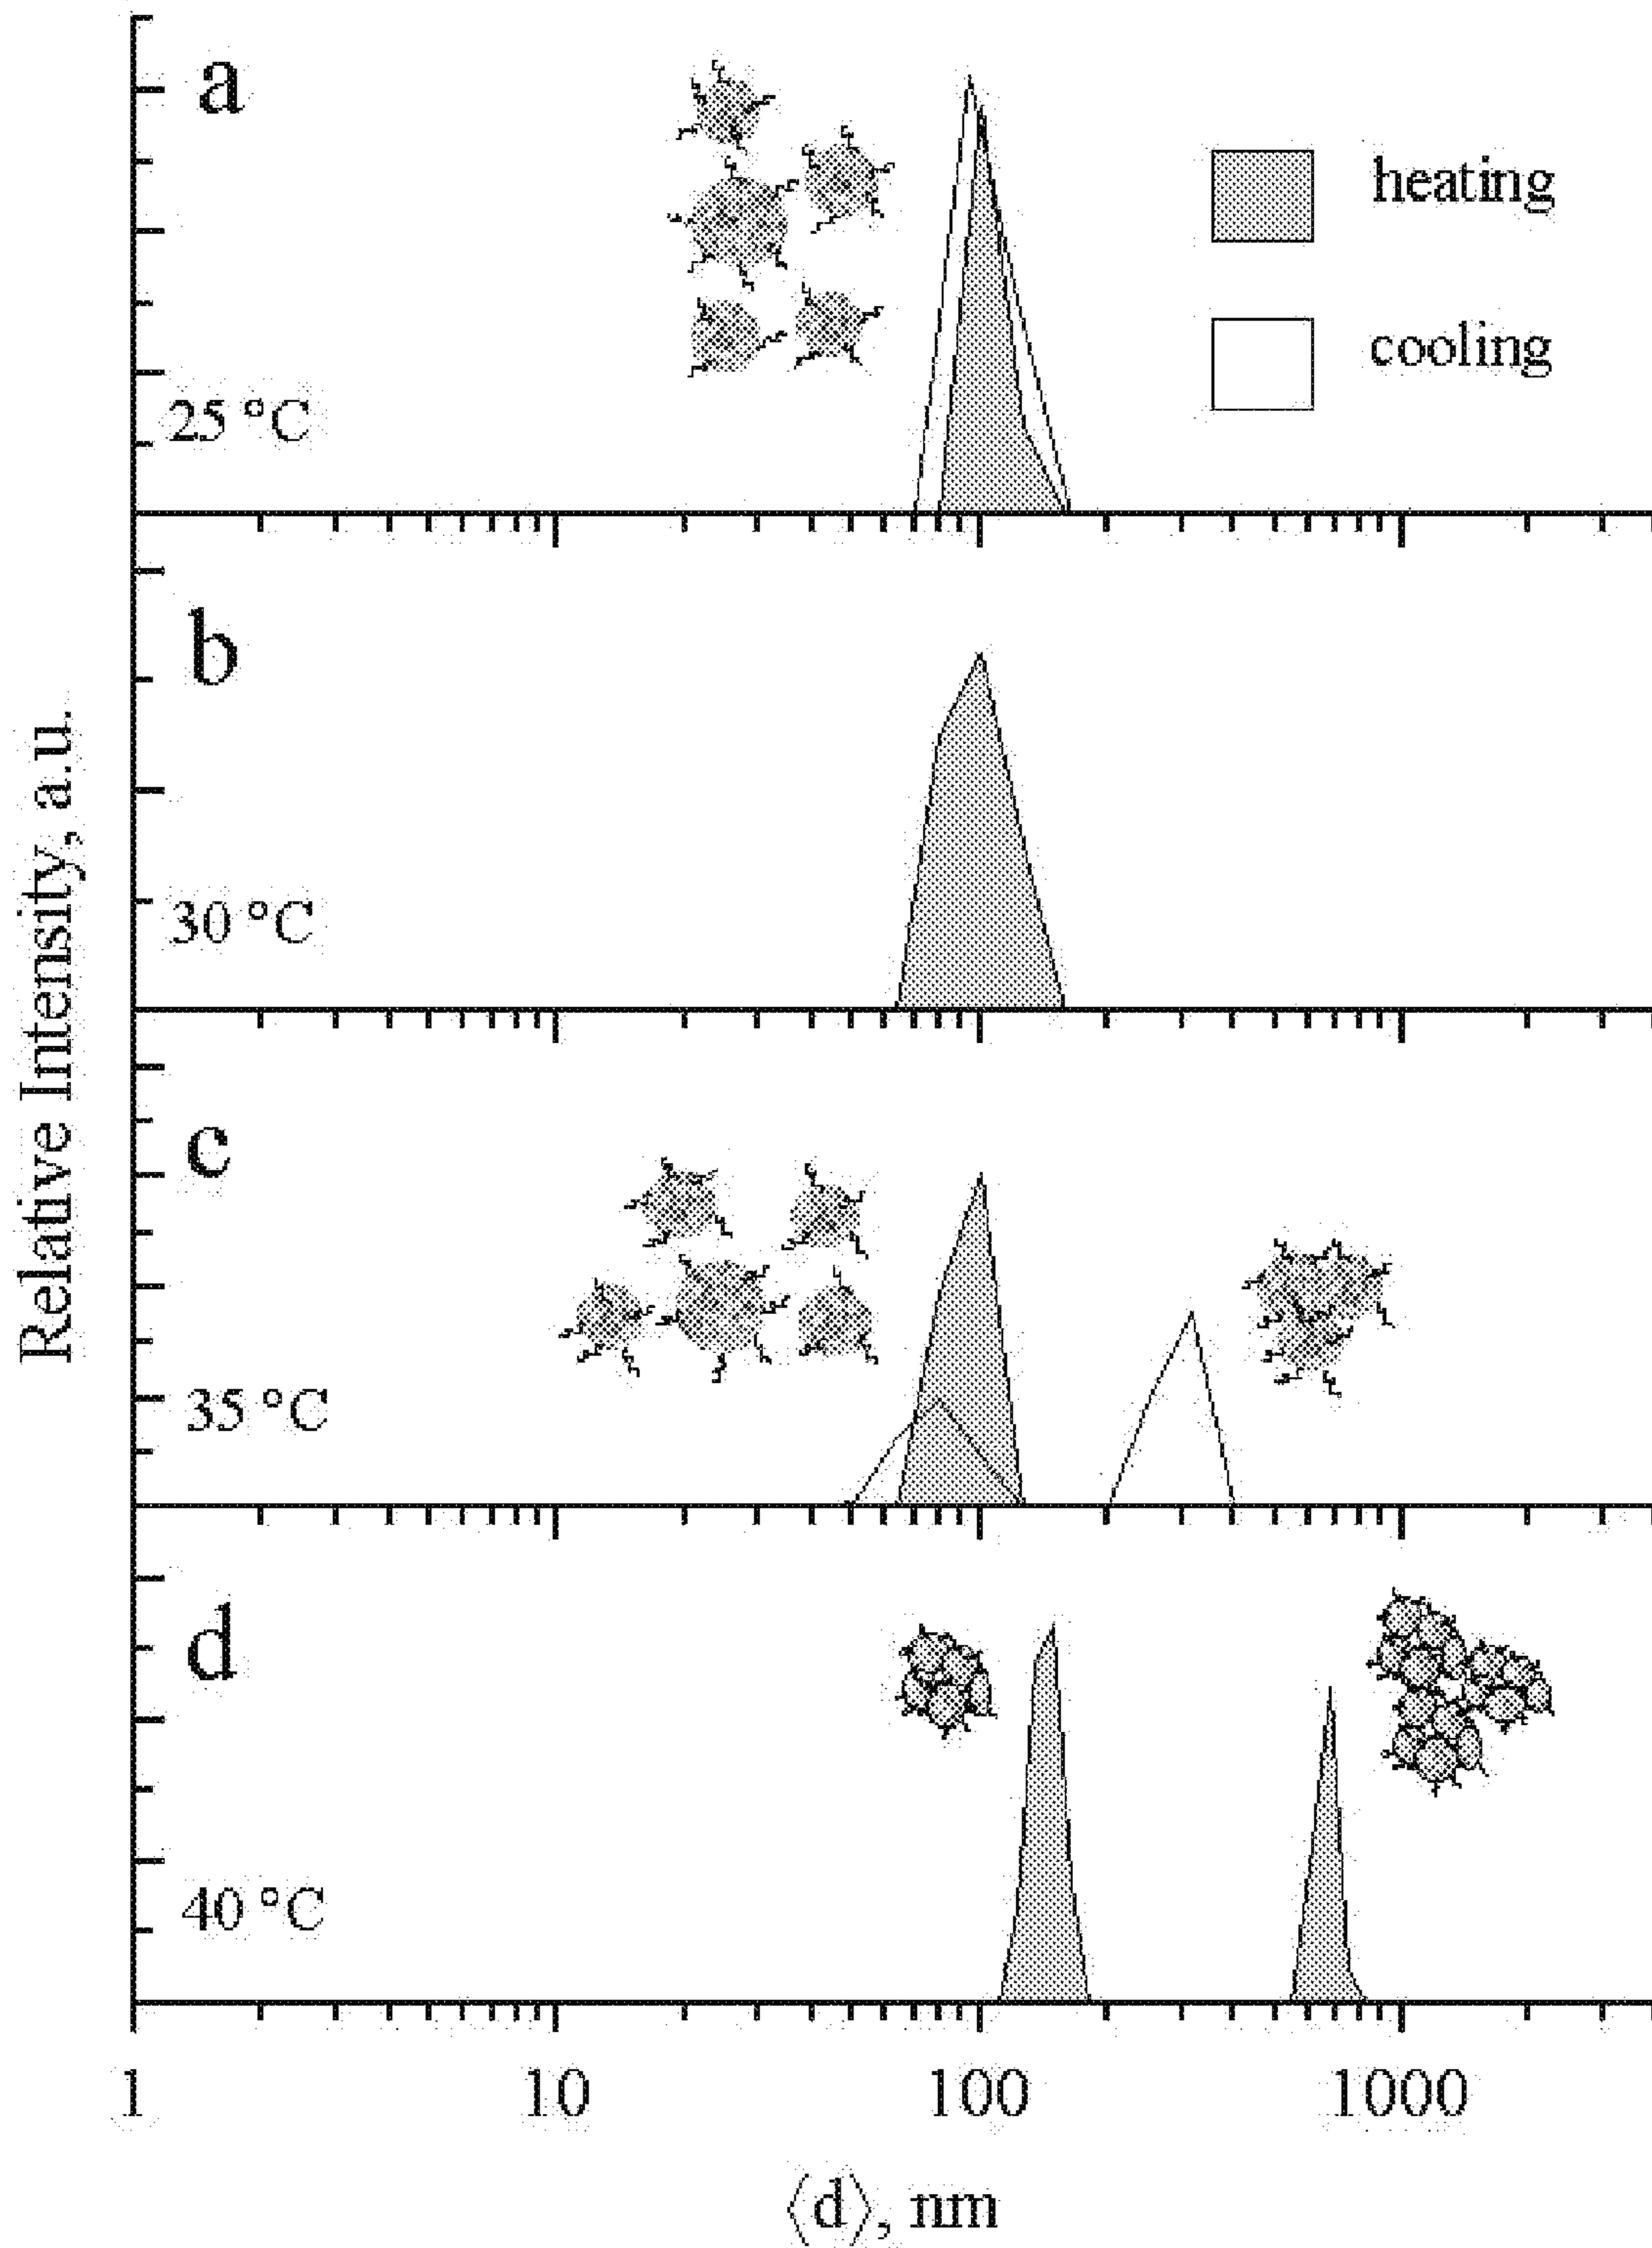 a
heating
cooling
25 °C
b
30 °C
Relative Intensity, a.u.
c
35 °C
d
40 °C
1 10 100 1000
⟨d⟩, nm